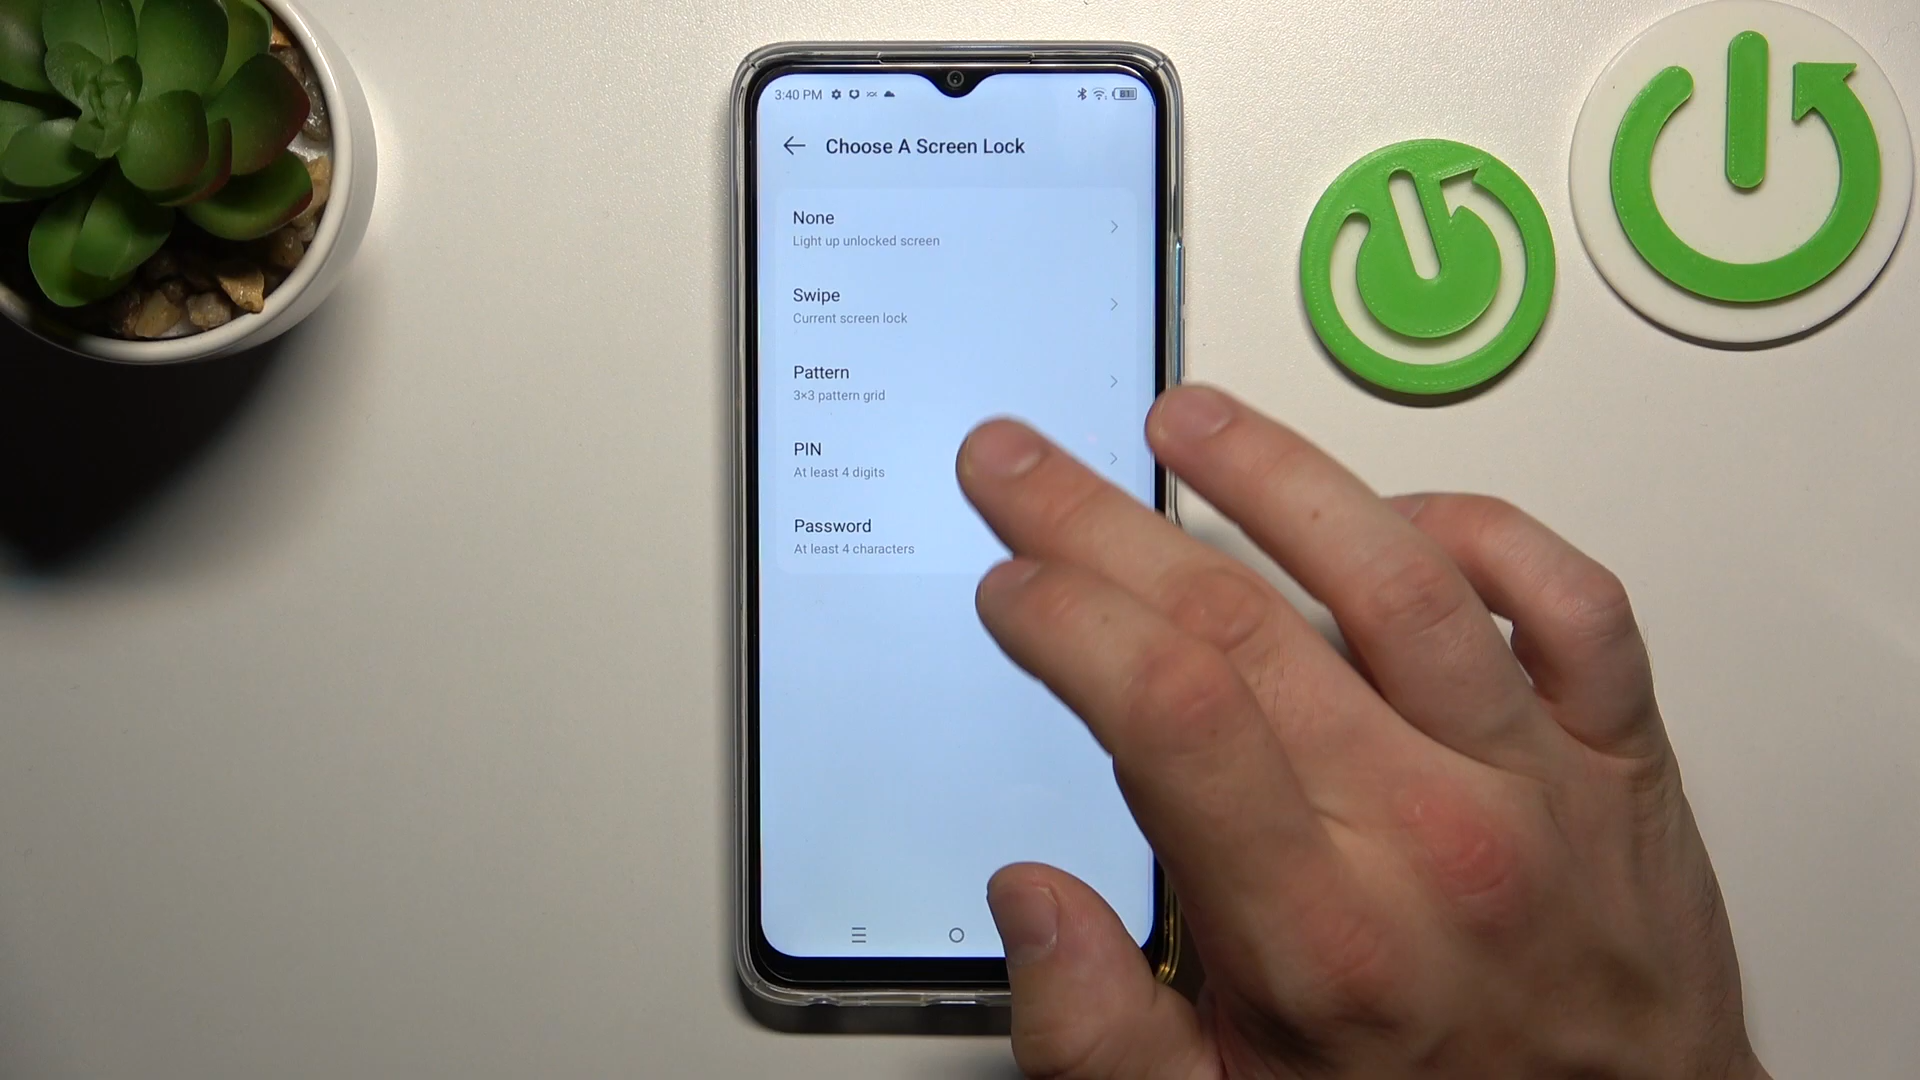 3:40 PM
81
Choose A Screen Lock
None
Light up unlocked screen
Swipe
Current screen lock
Pattern
3×3 pattern grid
PIN
At least 4 digits
Password
At least 4 characters